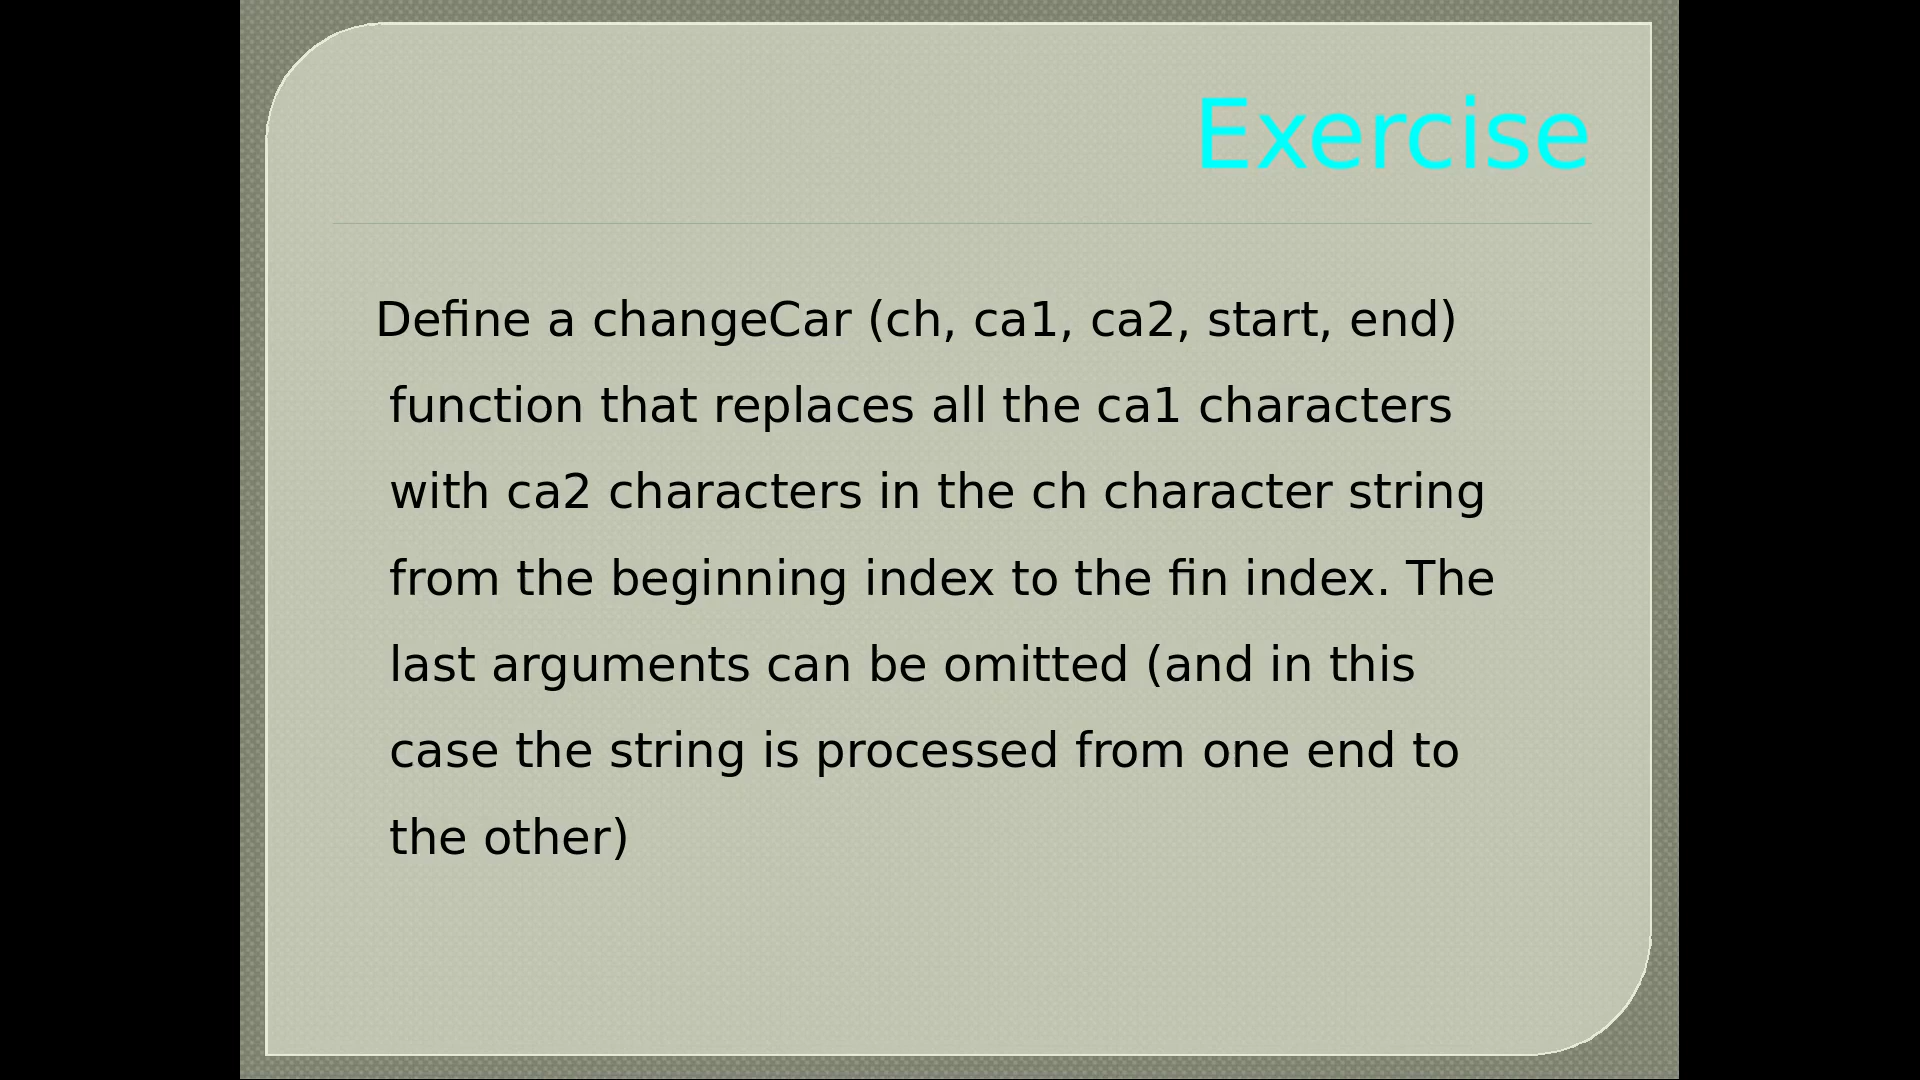 Exercise
Define a changeCar (ch, ca1, ca2, start, end)
function that replaces all the ca1 characters
with ca2 characters in the ch character string
from the beginning index to the fin index. The
last arguments can be omitted (and in this
case the string is processed from one end to
the other)